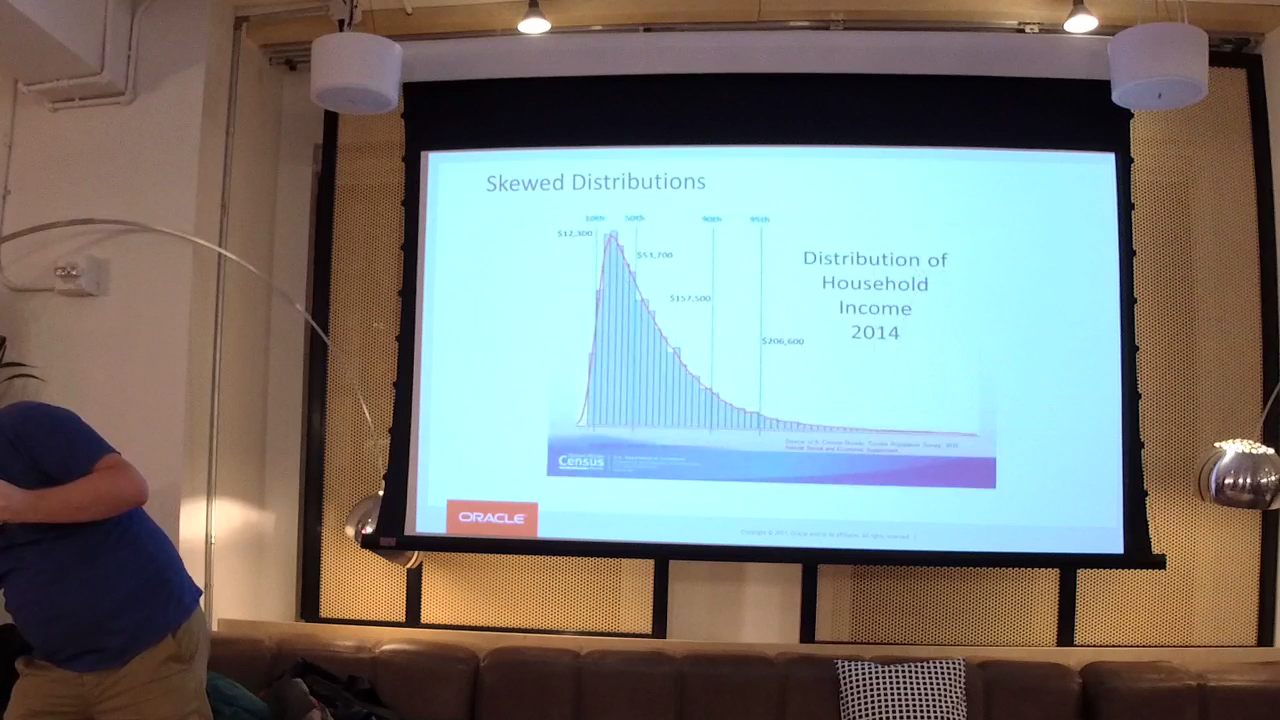 Skewed Distributions
10th 50th 90th 95th
$12,300
$53,700
$157,500
$206,600
Distribution of
Household
Income
2014
Census
ORACLE